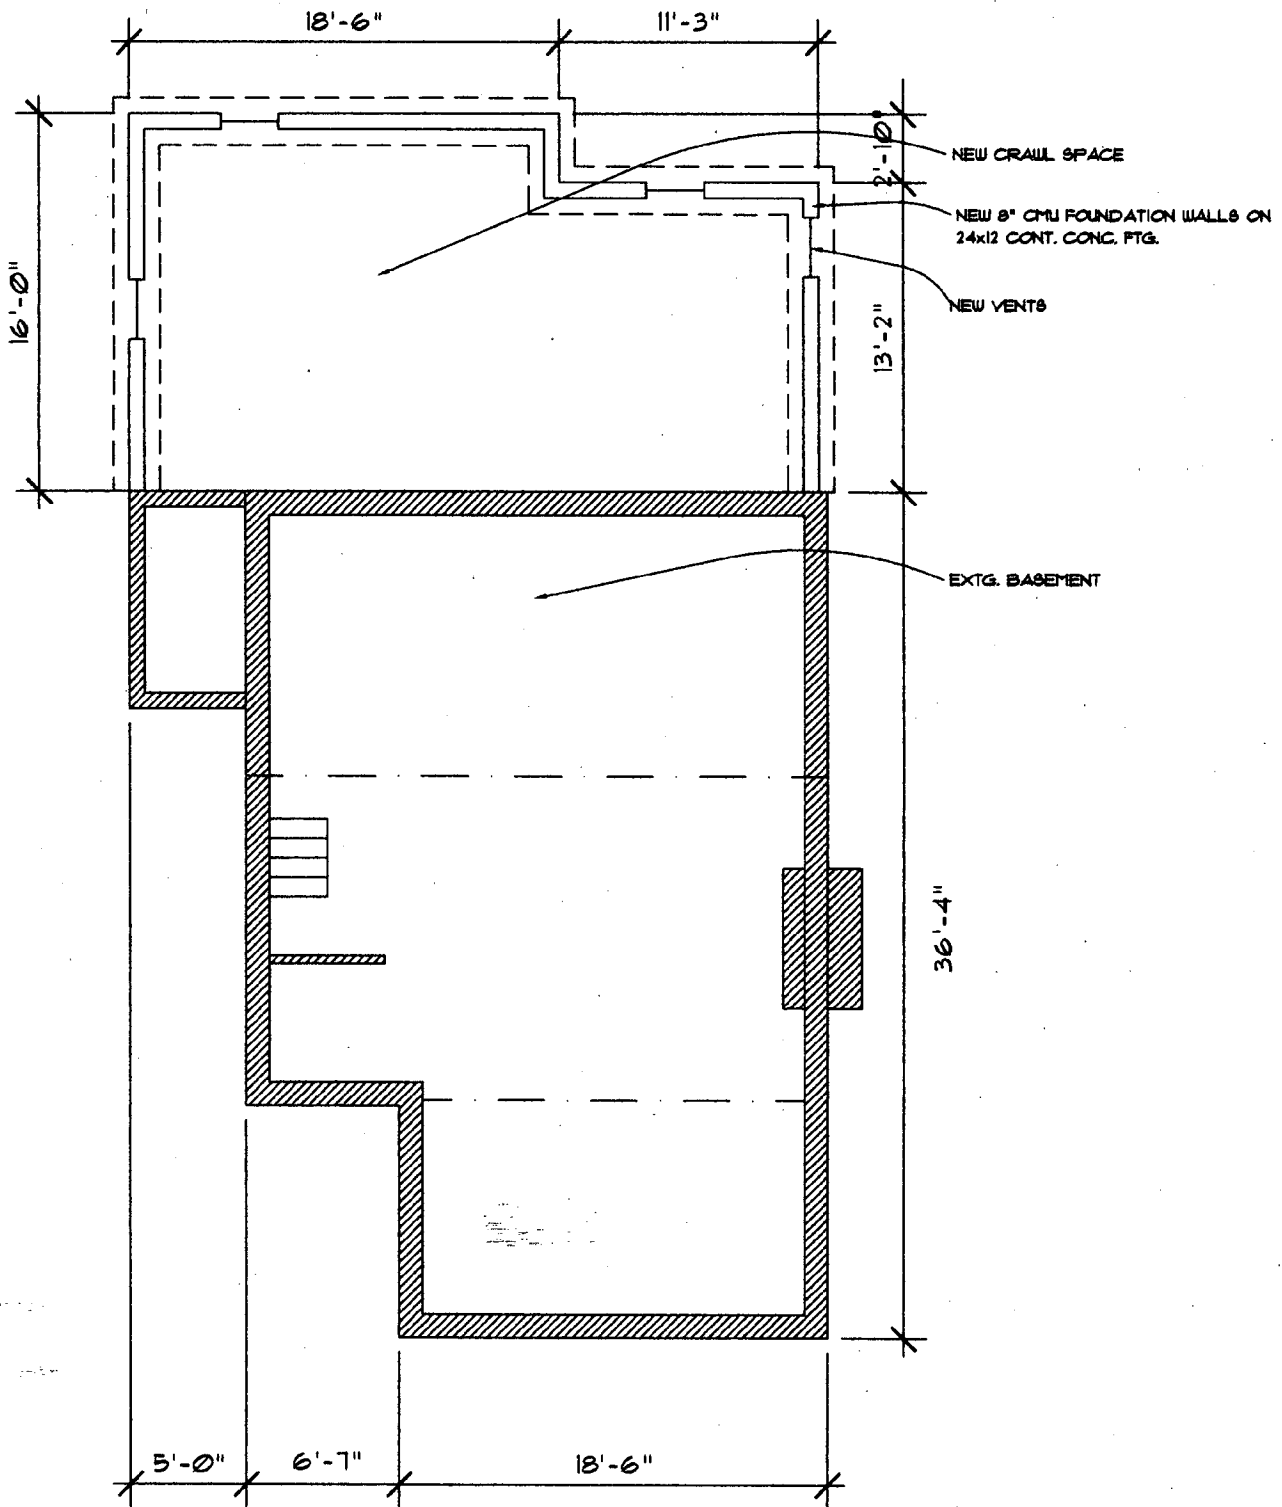 18'-6"
11'-3"
2'-10"
NEW CRAWL SPACE
NEW 8" CMU FOUNDATION WALLS ON
24x12 CONT. CONC. FTG.
16'-0"
NEW VENTS
13'-2"
EXTG. BASEMENT
36'-4"
5'-0"
6'-7"
18'-6"